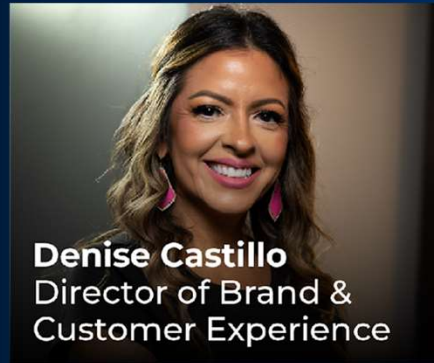 Denise Castillo
Director of Brand &
Customer Experience